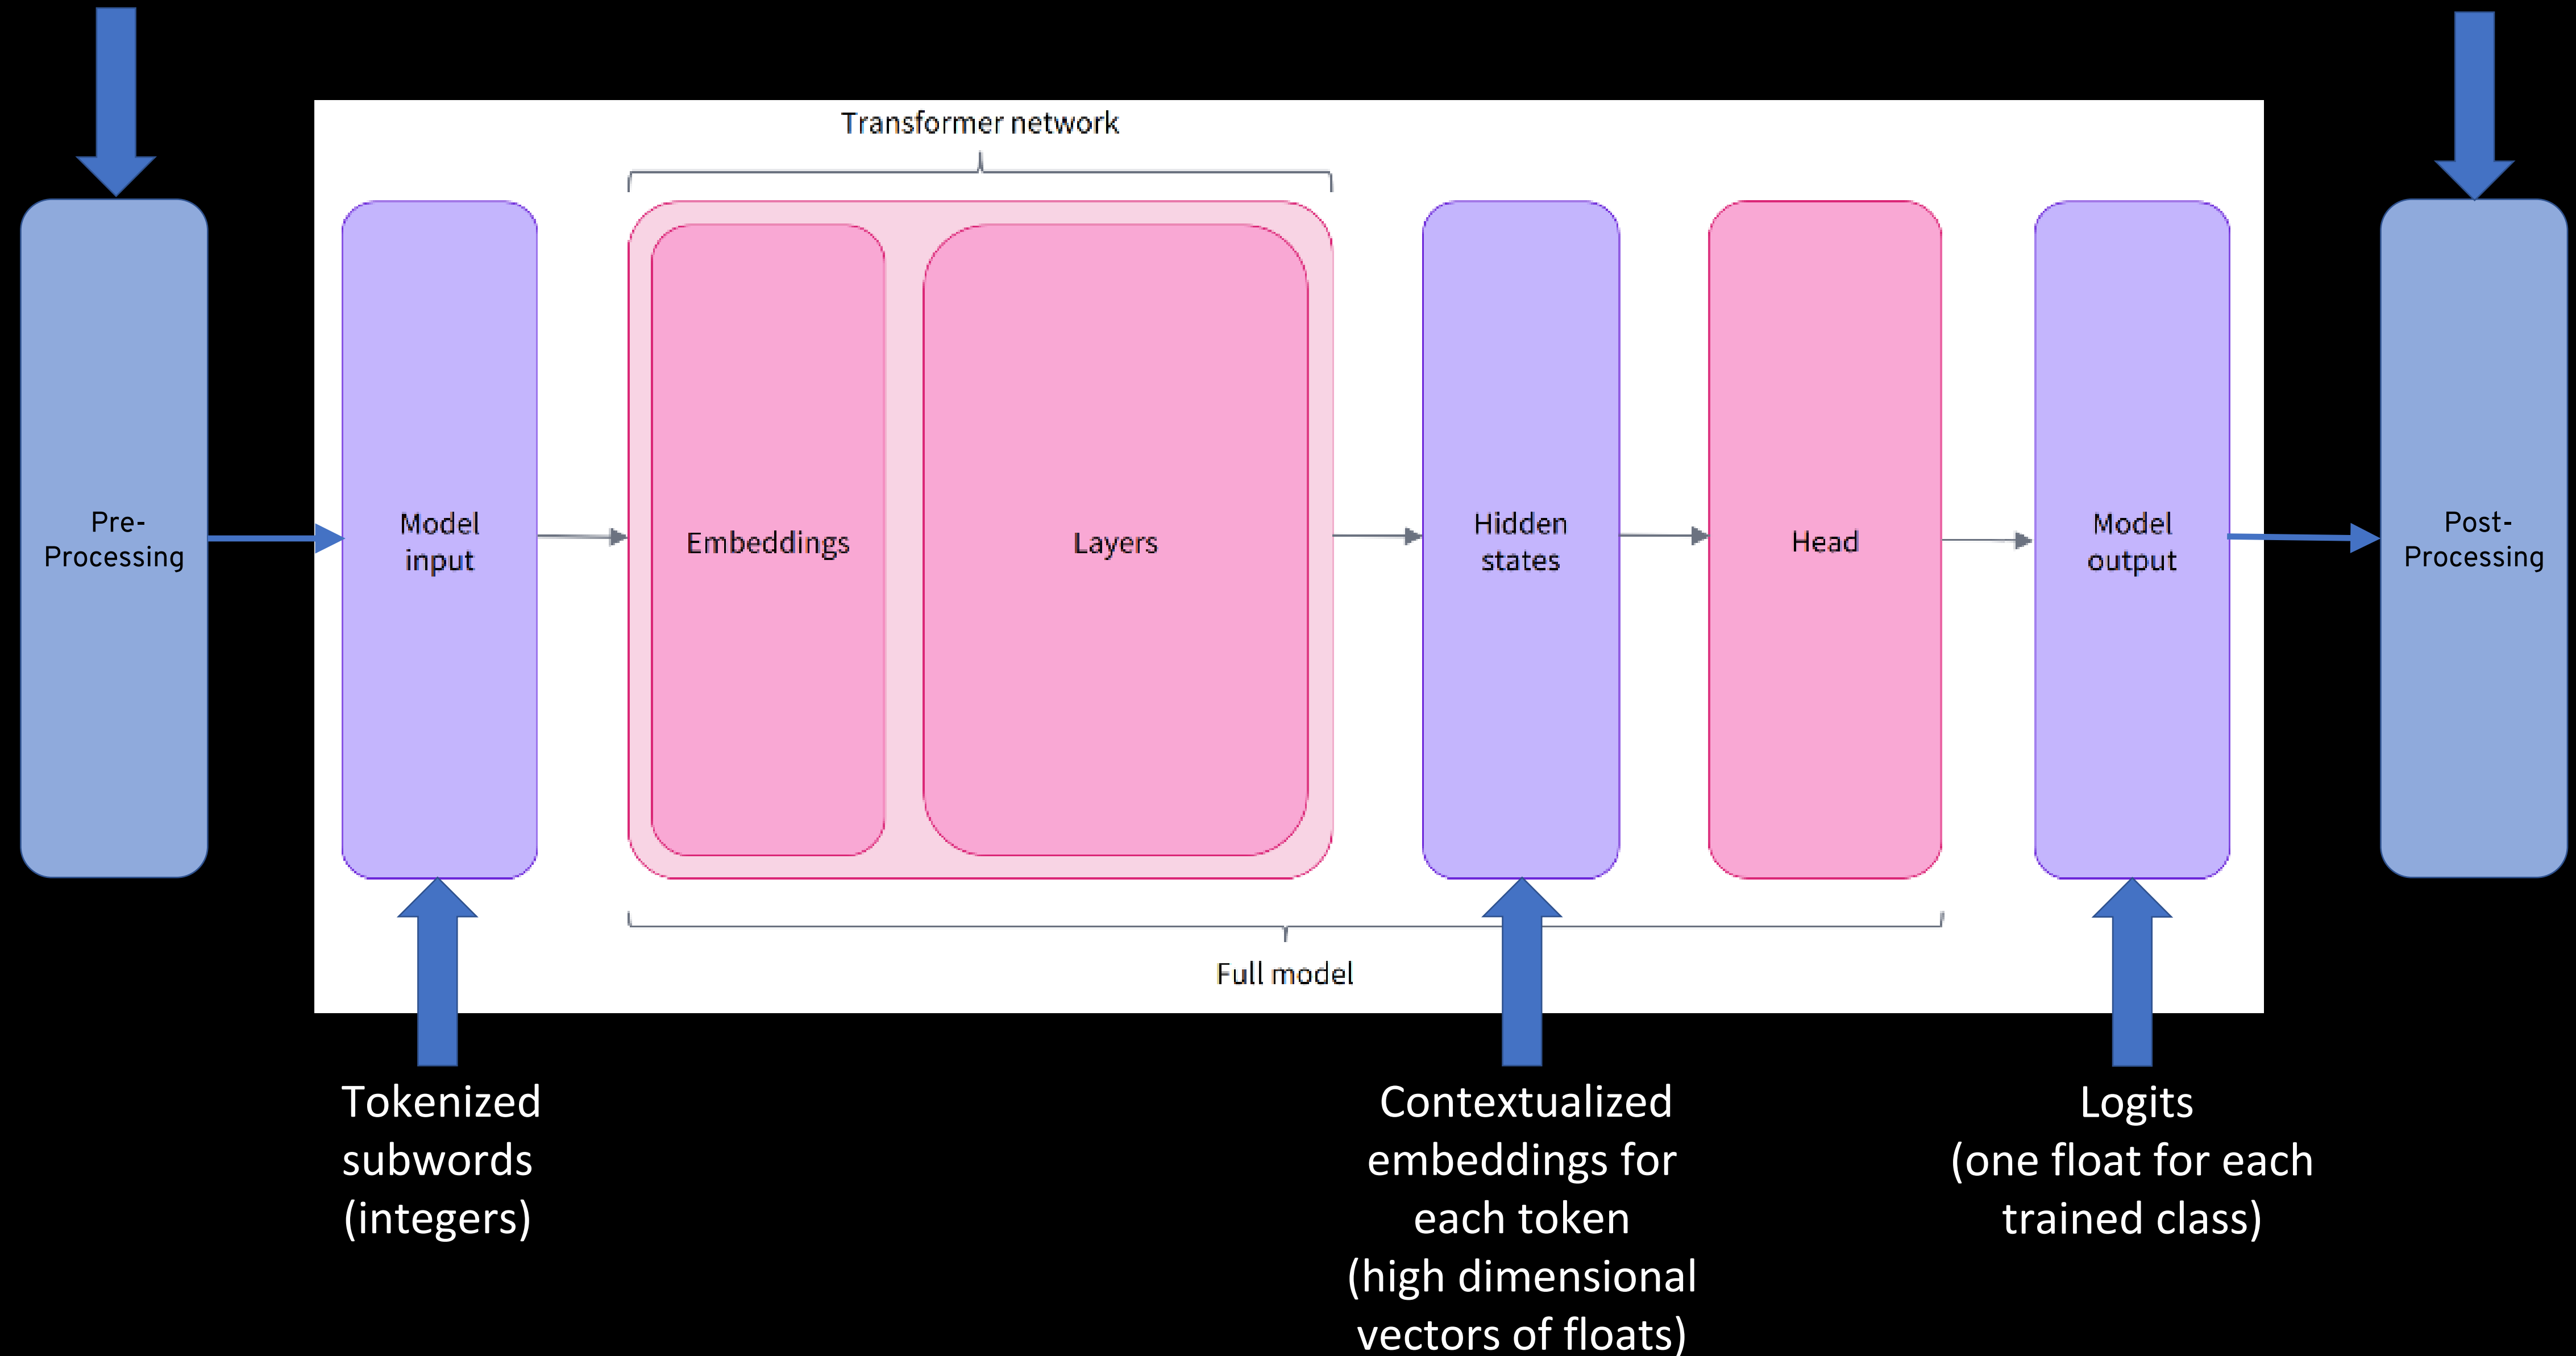 Transformer network
Pre-
Processing
Model
input
Embeddings
Layers
Hidden
states
Head
Model
output
Post-
Processing
Full model
Tokenized
subwords
(integers)
Contextualized
embeddings for
each token
(high dimensional
vectors of floats)
Logits
(one float for each
trained class)